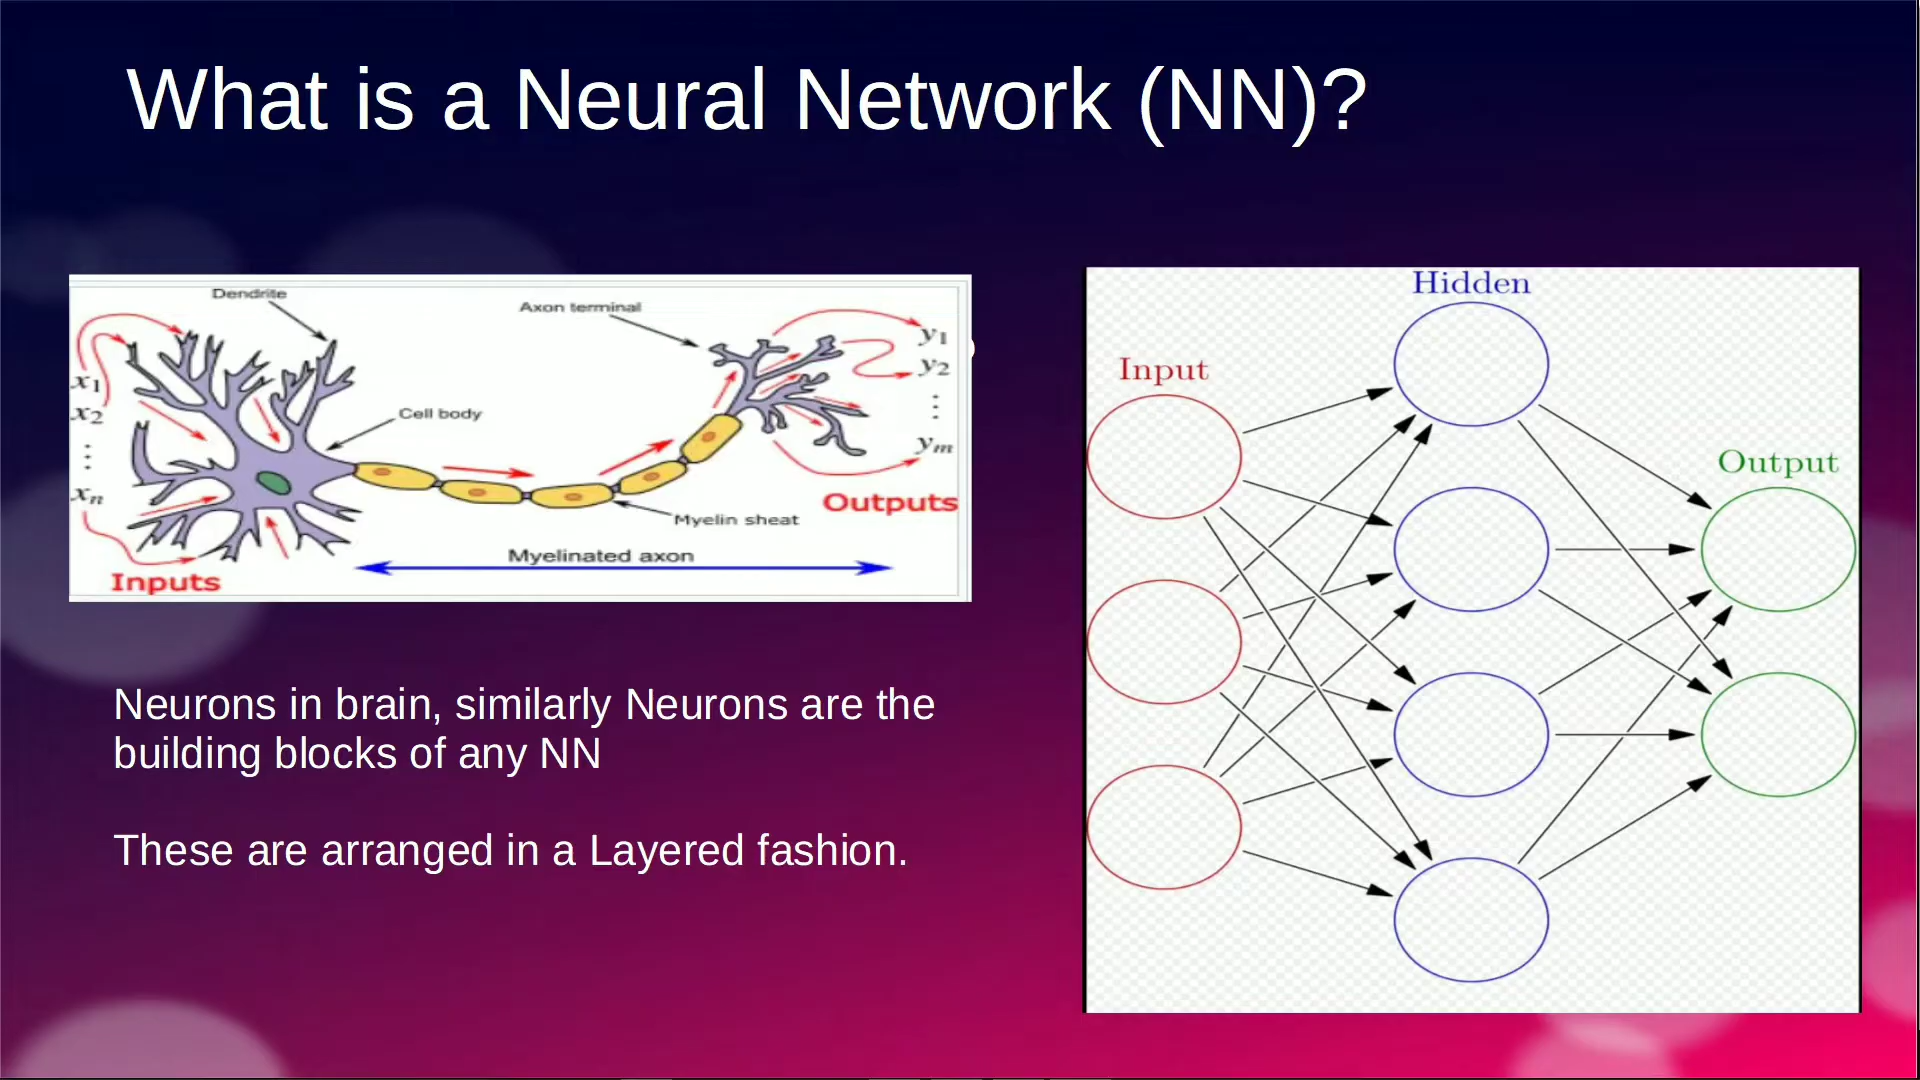 What is a Neural Network (NN)?
Dendrite
Axon terminal
y1
y2
x1
x2
Cell body
⋮
⋮
ym
xn
Outputs
Myelin sheat
Myelinated axon
Inputs
Hidden
Input
Output
Neurons in brain, similarly Neurons are the
building blocks of any NN
These are arranged in a Layered fashion.